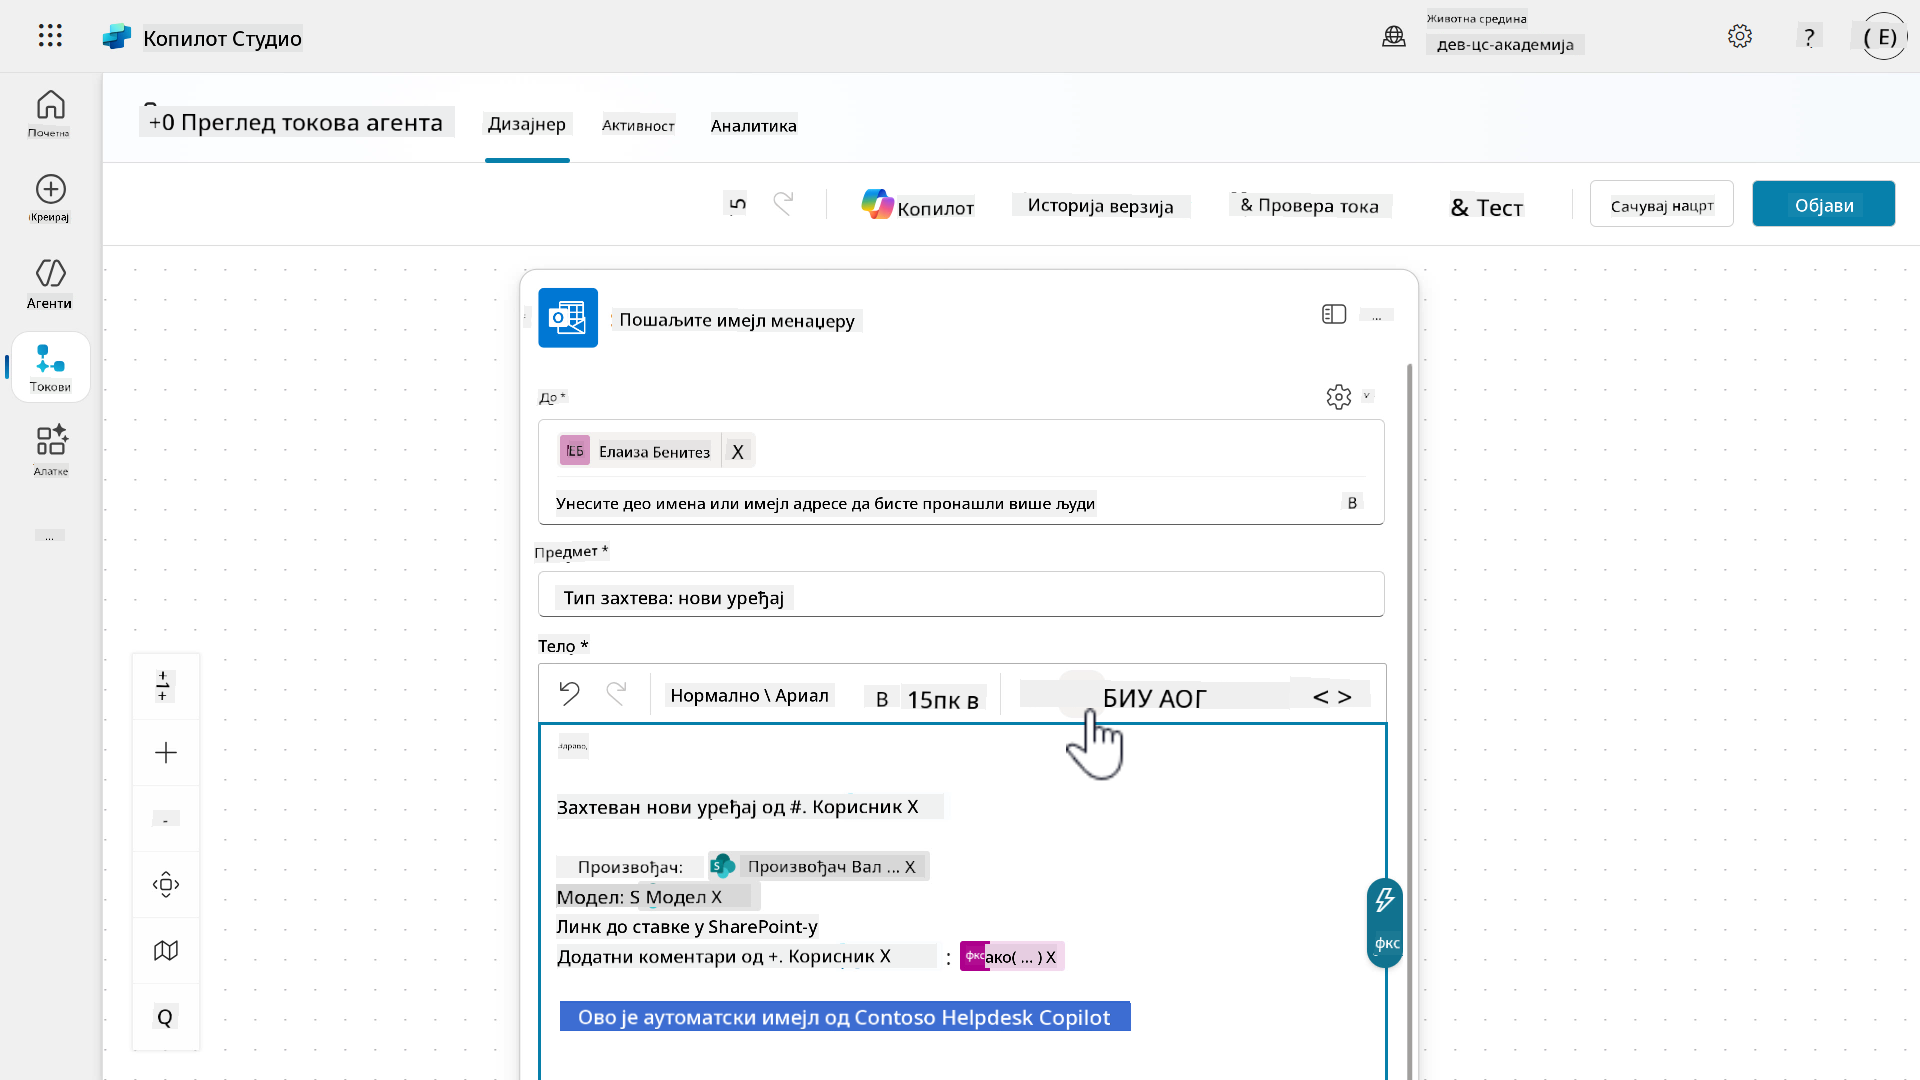 Копилот Студио
Животна средина
дев-цс-академија
?
( Е)
Почетна
Креирај
Агенти
Токови
Алатке
...
+0 Преглед токова агента
Дизајнер
Активност
Аналитика
Копилот
Историја верзија
& Провера тока
& Тест
Сачувај нацрт
Објави
Пошаљите имејл менаџеру
...
До *
ЕБ Елаиза Бенитез X
Унесите део имена или имејл адресе да бисте пронашли више људи
В
Предмет *
Тип захтева: нови уређај
Тело *
Нормално \ Ариал
В 15пк в
БИУ АОГ
< >
Здраво,
Захтеван нови уређај од #. Корисник X
Произвођач: S Произвођач Вал ... X
Модел: S Модел X
Линк до ставке у SharePoint-у
Додатни коментари од +. Корисник X : фкс ако( ... ) X
Ово је аутоматски имејл од Contoso Helpdesk Copilot
фкс
Q